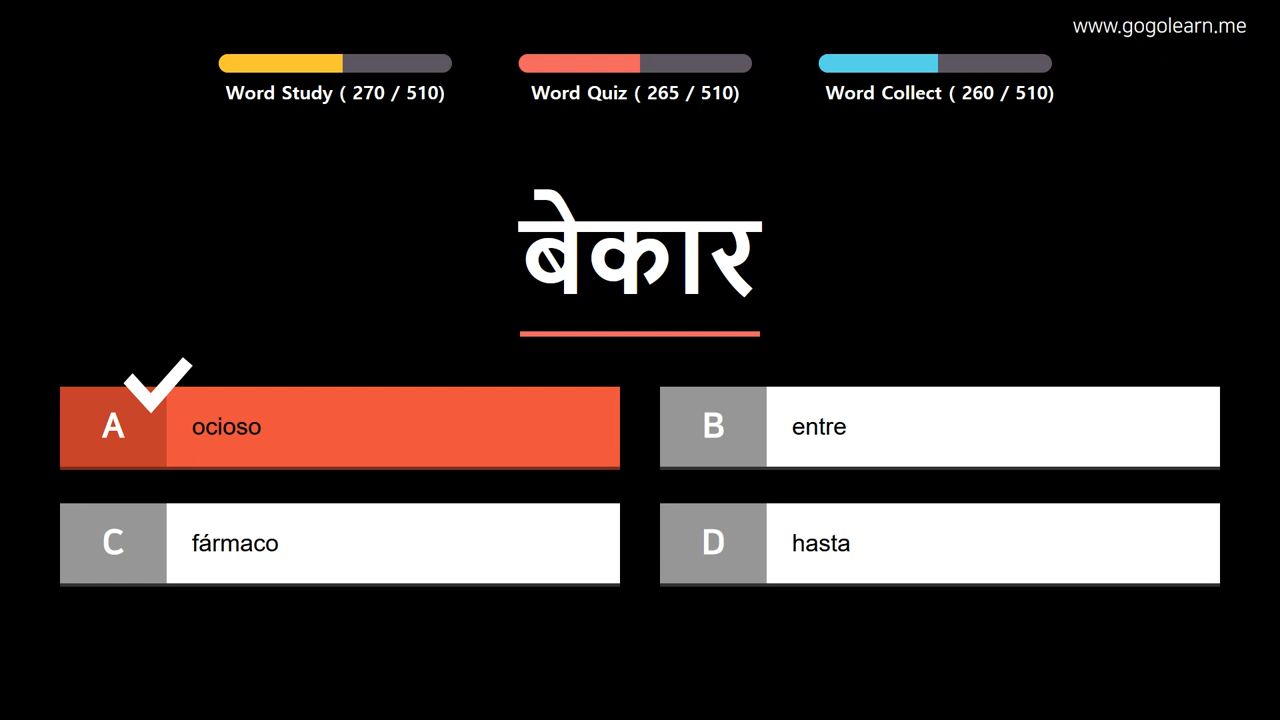 www.gogolearn.me
Word Study ( 270 / 510)
Word Quiz ( 265 / 510)
Word Collect ( 260 / 510)
बेकार
A
ocioso
B
entre
C
fármaco
D
hasta